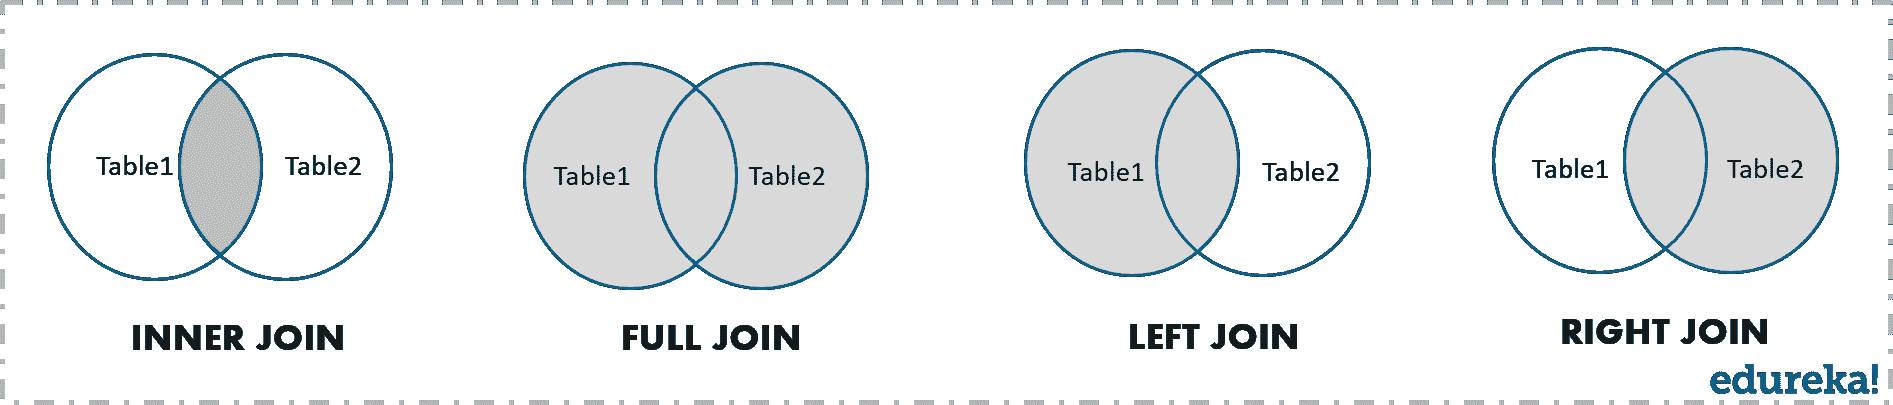 Table1 Table2
INNER JOIN
Table1 Table2
FULL JOIN
Table1 Table2
LEFT JOIN
Table1 Table2
RIGHT JOIN
edureka!